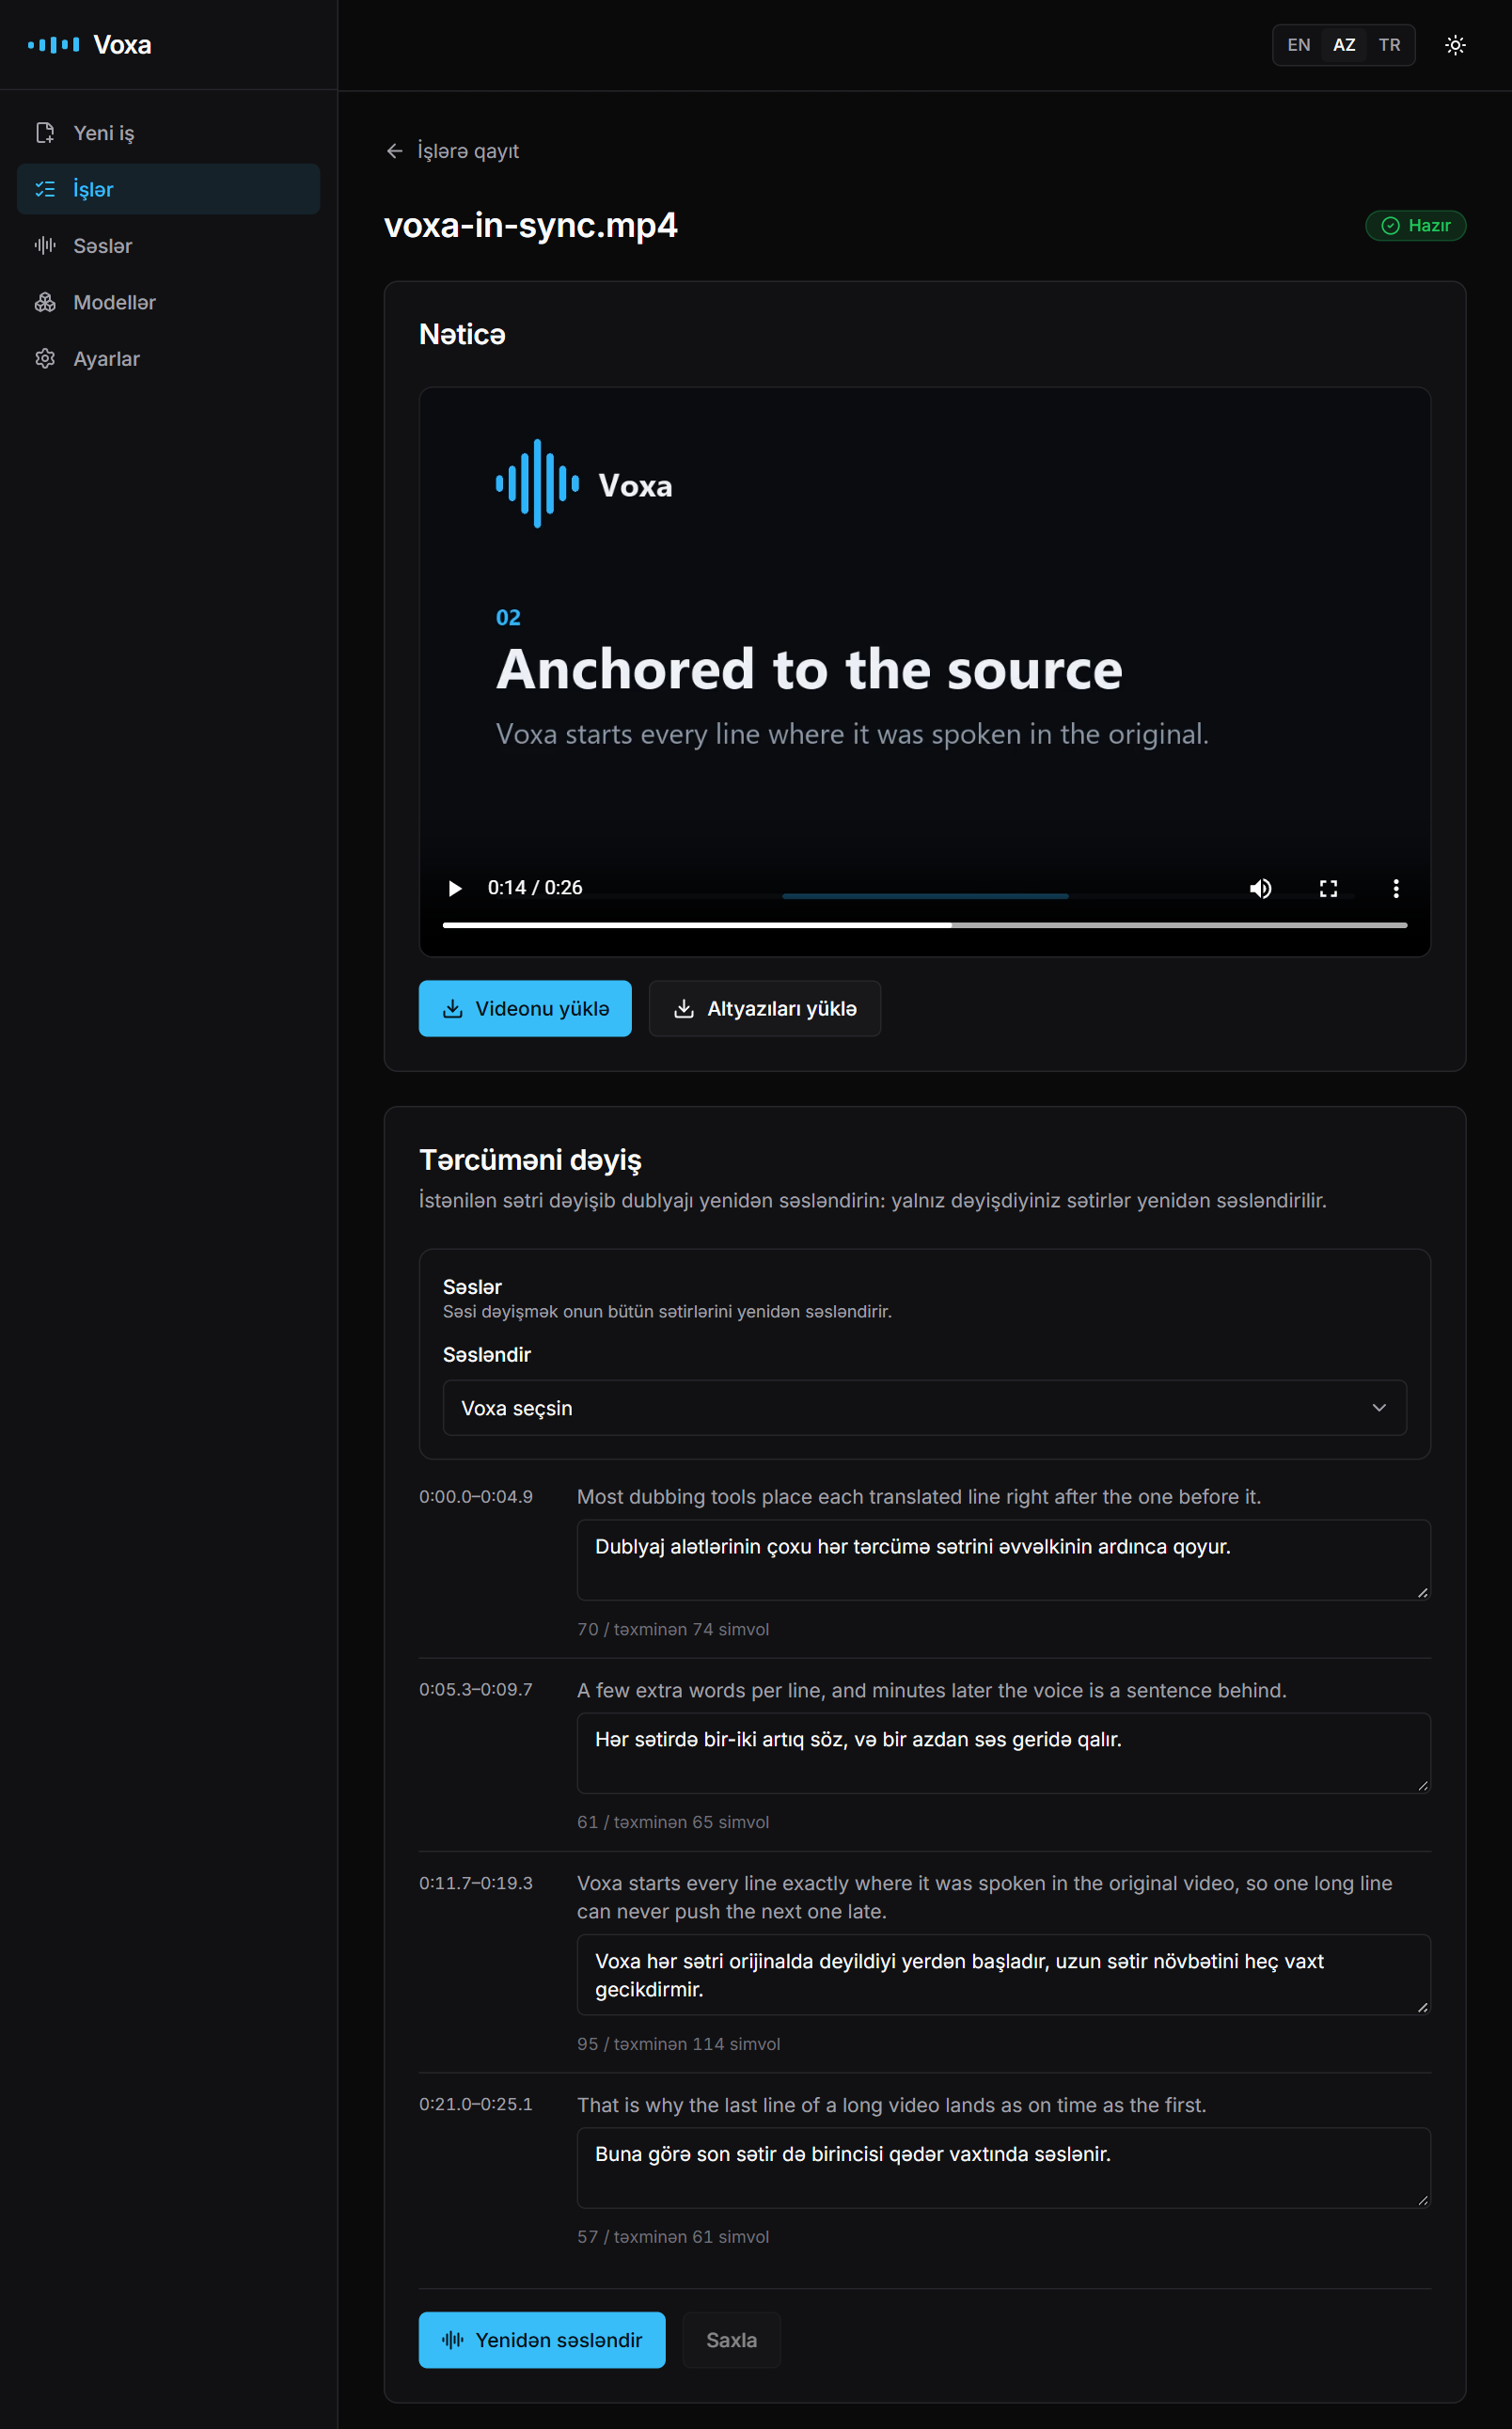 Voxa
EN AZ TR
Yeni iş
İşlər
Səslər
Modellər
Ayarlar
İşlərə qayıt
voxa-in-sync.mp4
Hazır
Nəticə
Voxa
02
Anchored to the source
Voxa starts every line where it was spoken in the original.
0:14 / 0:26
Videonu yüklə
Altyazıları yüklə
Tərcüməni dəyiş
İstənilən sətri dəyişib dublyajı yenidən səsləndirin: yalnız dəyişdiyiniz sətirlər yenidən səsləndirilir.
Səslər
Səsi dəyişmək onun bütün sətirlərini yenidən səsləndirir.
Səsləndir
Voxa seçsin
0:00.0–0:04.9
Most dubbing tools place each translated line right after the one before it.
Dublyaj alətlərinin çoxu hər tərcümə sətrini əvvəlkinin ardınca qoyur.
70 / təxminən 74 simvol
0:05.3–0:09.7
A few extra words per line, and minutes later the voice is a sentence behind.
Hər sətirdə bir-iki artıq söz, və bir azdan səs geridə qalır.
61 / təxminən 65 simvol
0:11.7–0:19.3
Voxa starts every line exactly where it was spoken in the original video, so one long line
can never push the next one late.
Voxa hər sətri orijinalda deyildiyi yerdən başladır, uzun sətir növbətini heç vaxt
gecikdirmir.
95 / təxminən 114 simvol
0:21.0–0:25.1
That is why the last line of a long video lands as on time as the first.
Buna görə son sətir də birincisi qədər vaxtında səslənir.
57 / təxminən 61 simvol
Yenidən səsləndir
Saxla